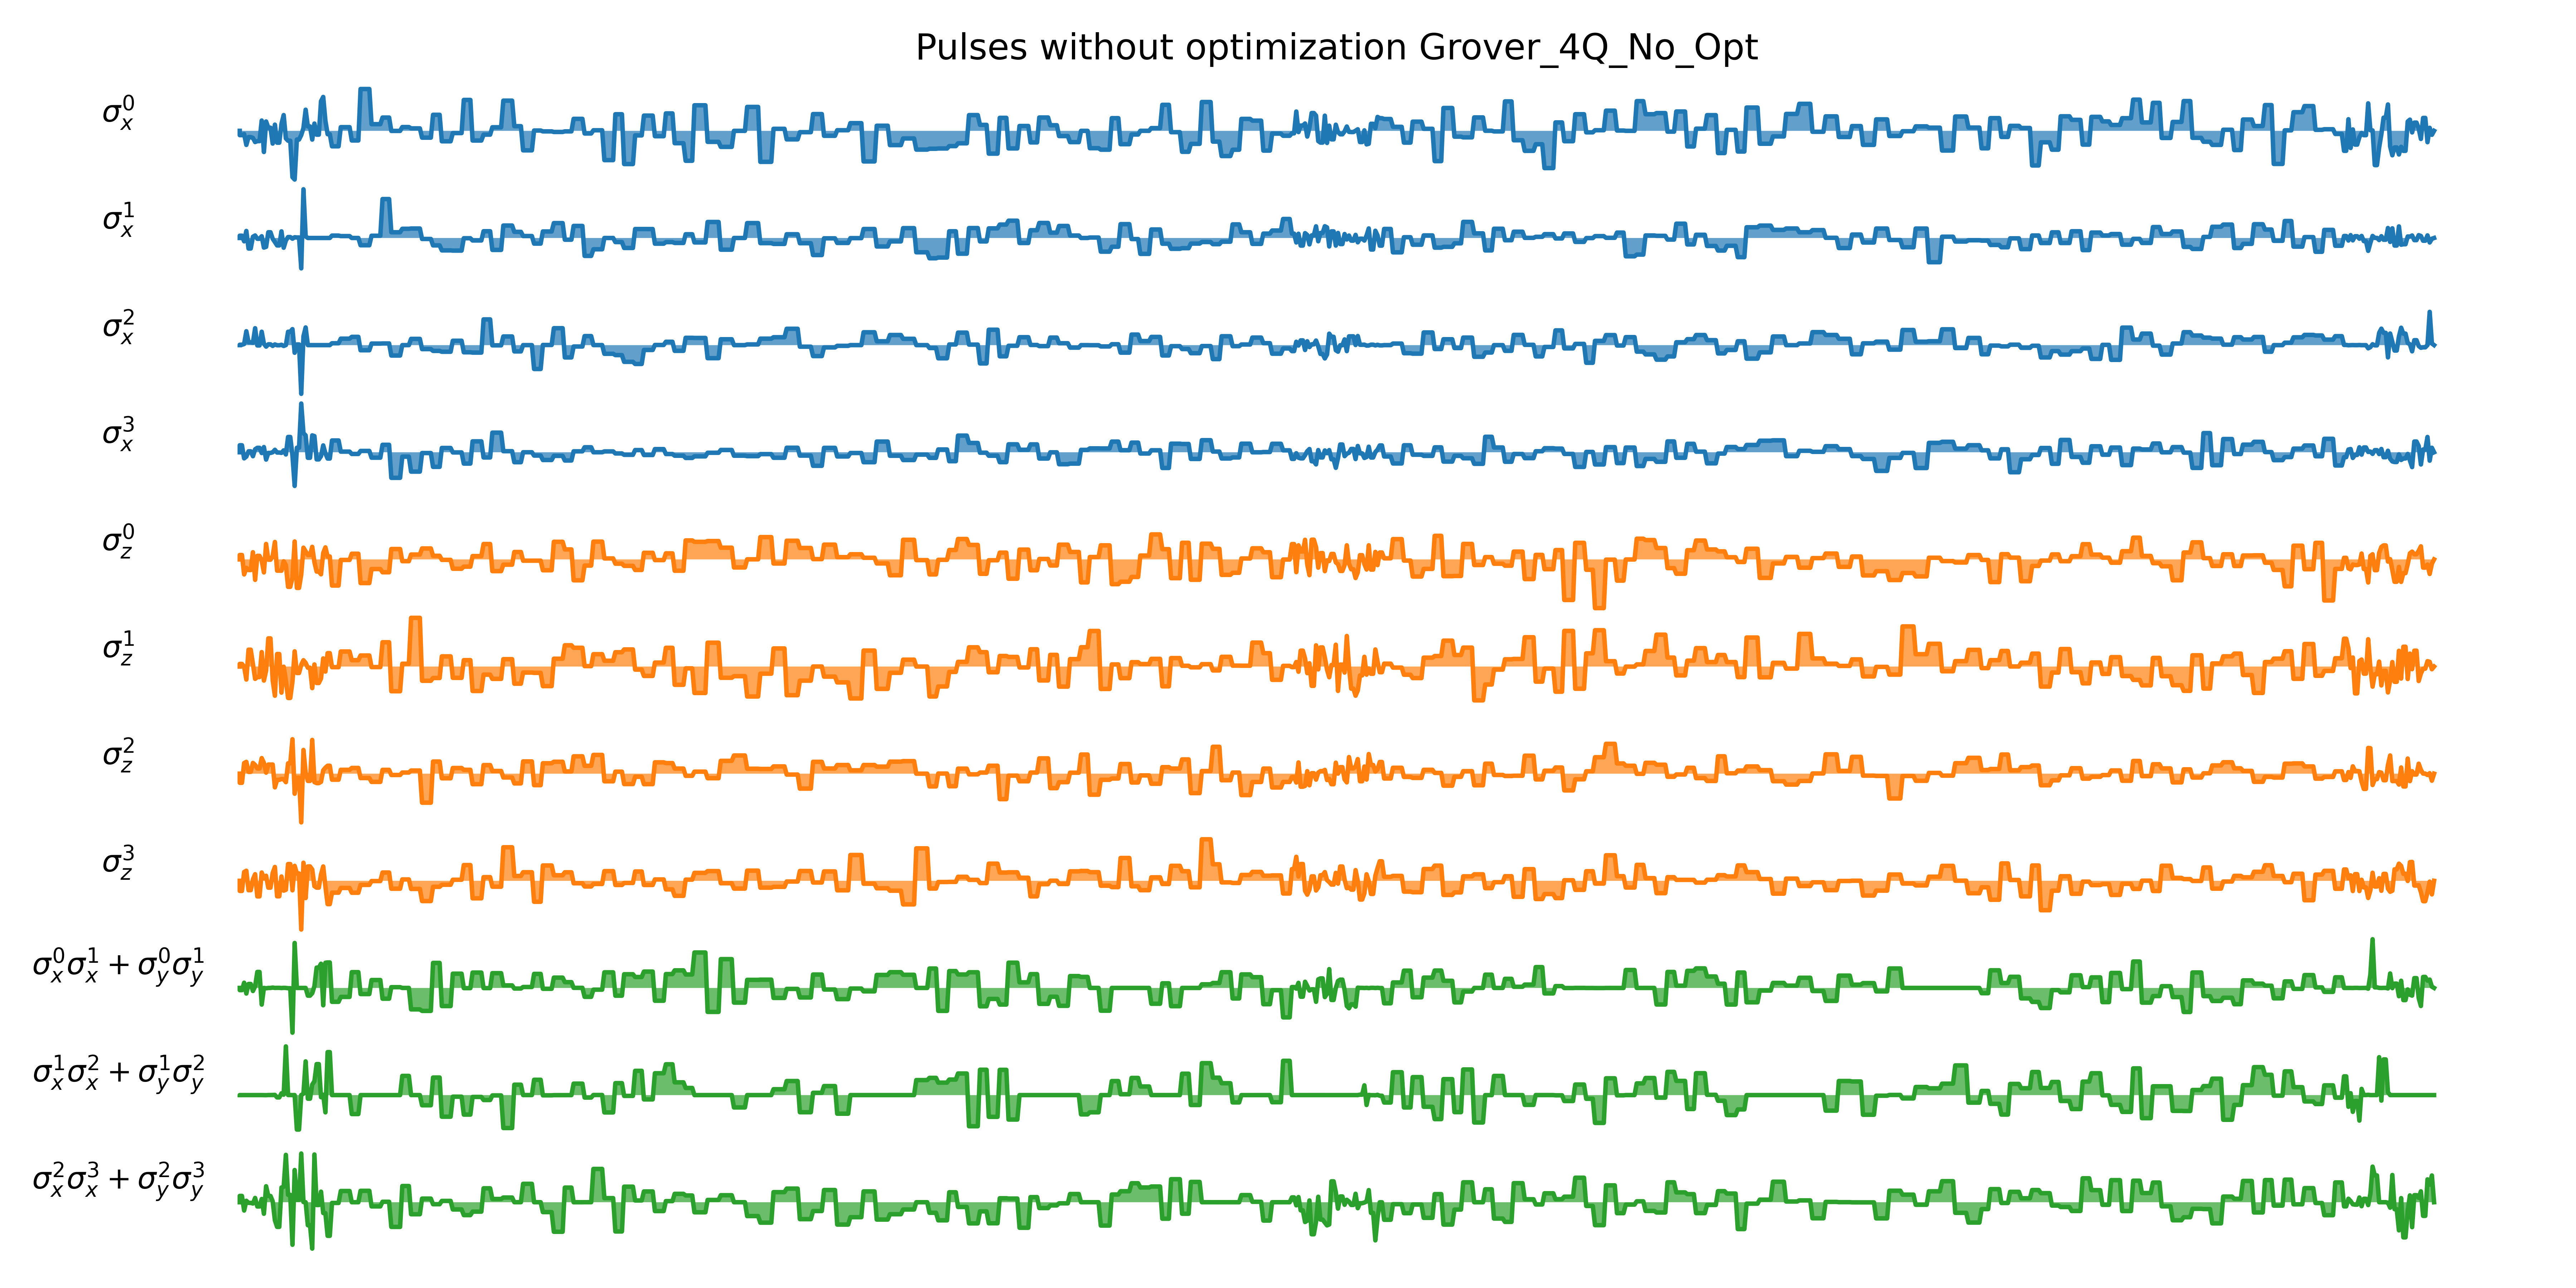 Pulses without optimization Grover_4Q_No_Opt
σ_x^0
σ_x^1
σ_x^2
σ_x^3
σ_z^0
σ_z^1
σ_z^2
σ_z^3
σ_x^0σ_x^1 + σ_y^0σ_y^1
σ_x^1σ_x^2 + σ_y^1σ_y^2
σ_x^2σ_x^3 + σ_y^2σ_y^3